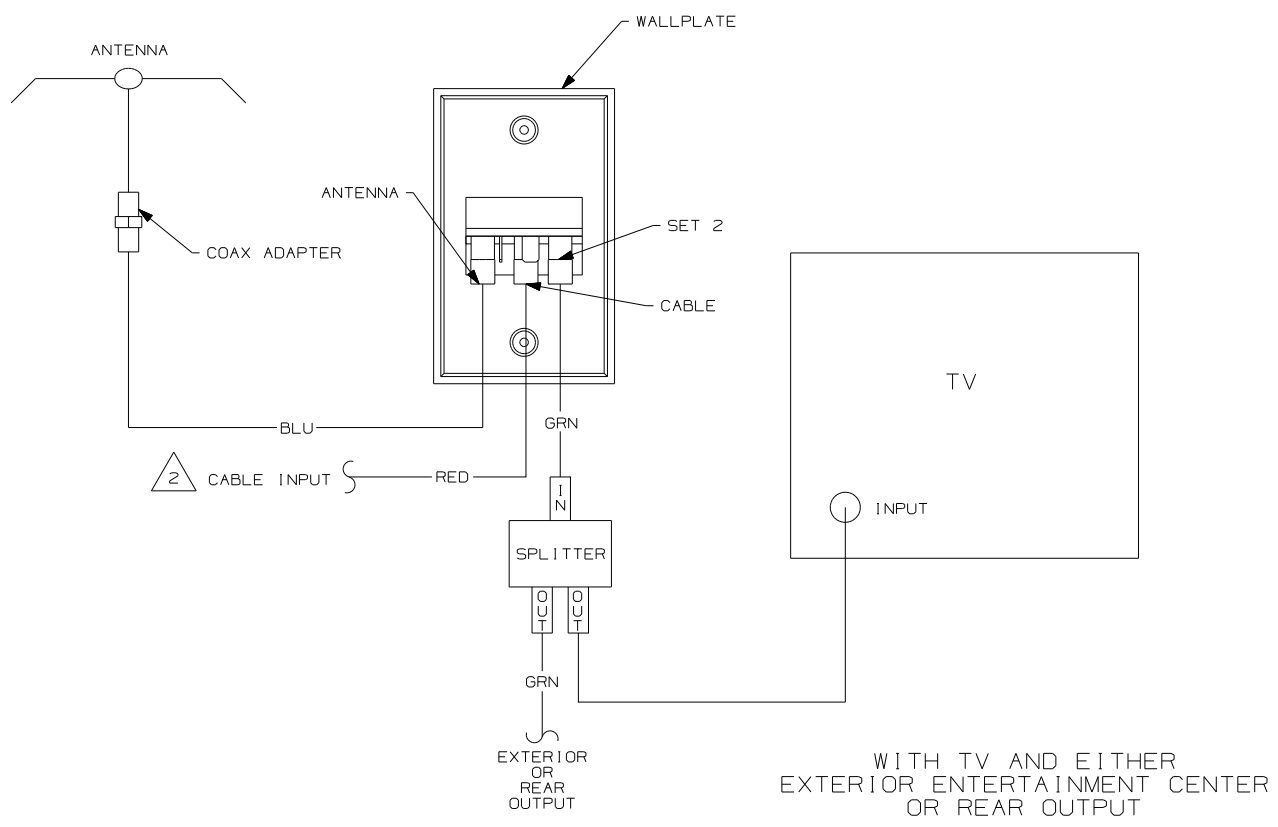 WALLPLATE
ANTENNA
ANTENNA
SET 2
COAX ADAPTER
CABLE
TV
BLU
GRN
2 CABLE INPUT
RED
IN
INPUT
SPLITTER
OUT
OUT
GRN
EXTERIOR
OR
REAR
OUTPUT
WITH TV AND EITHER
EXTERIOR ENTERTAINMENT CENTER
OR REAR OUTPUT